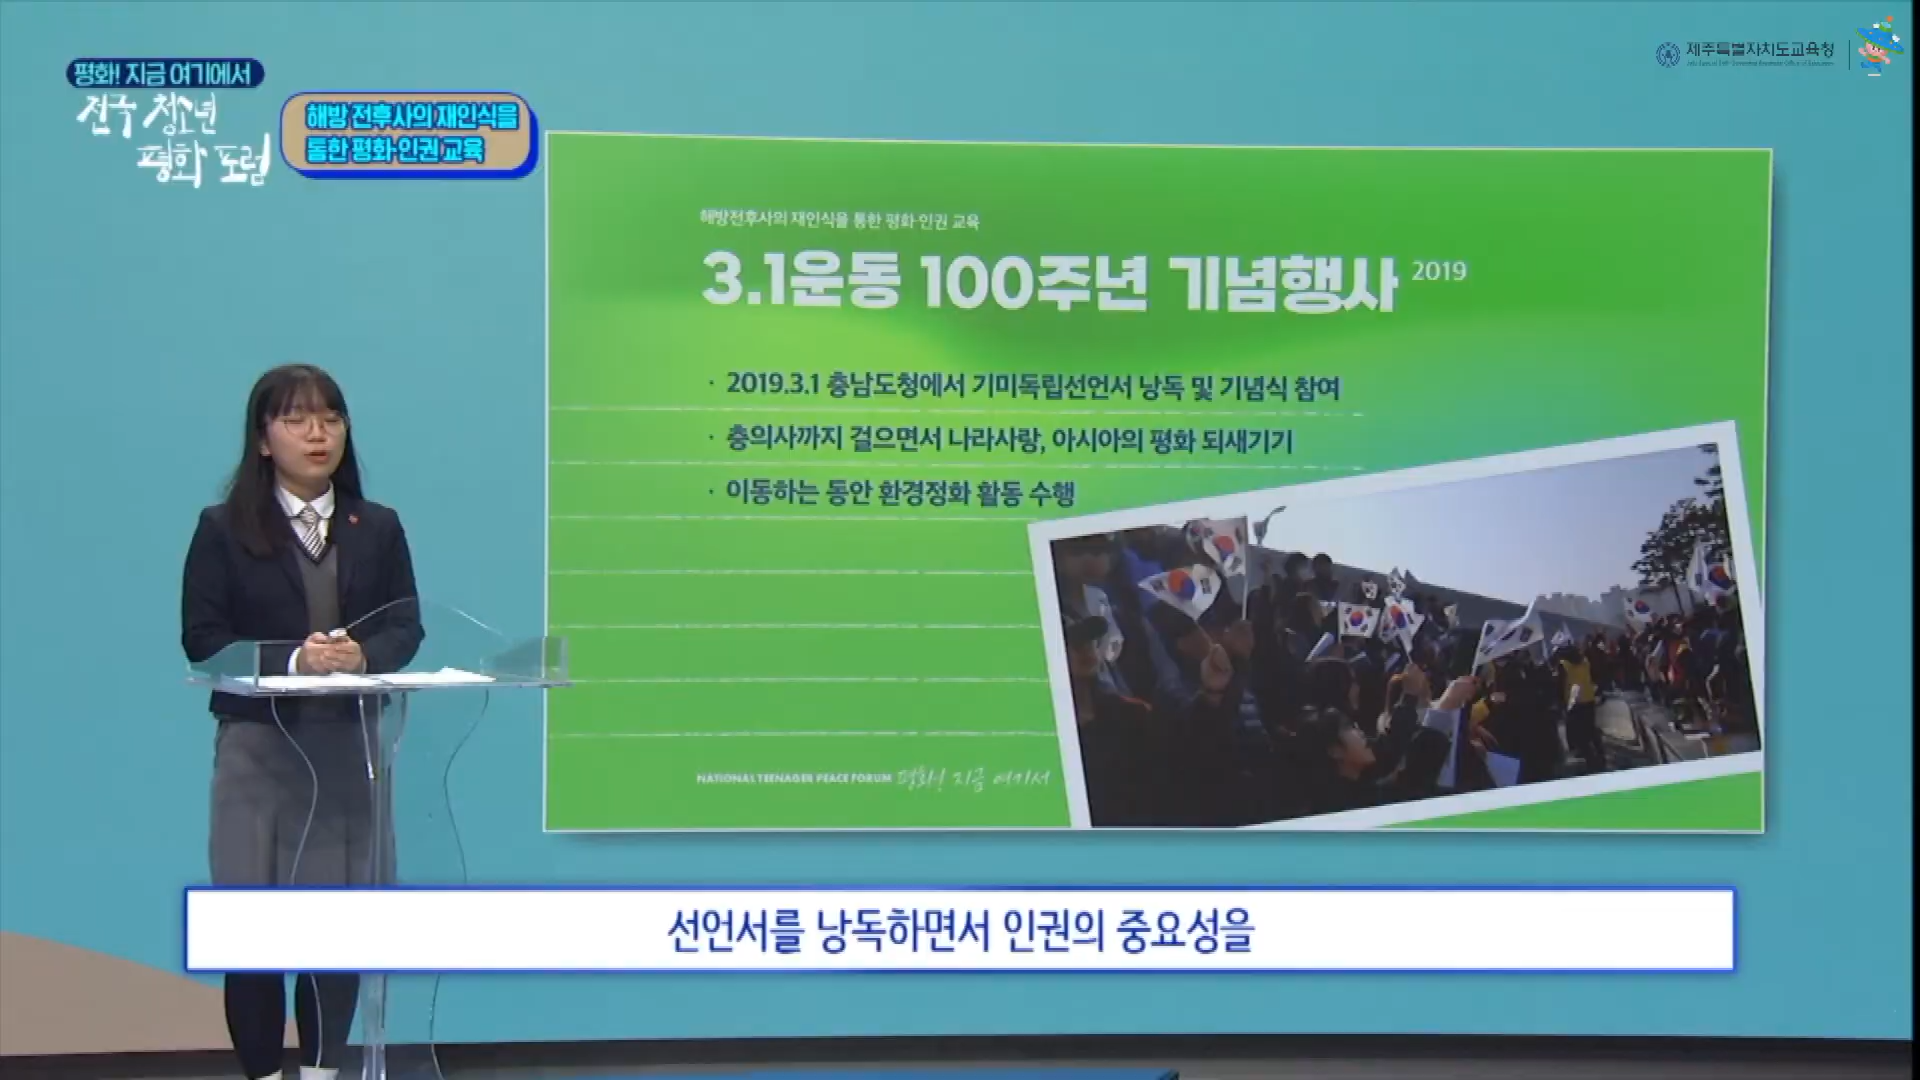 제주특별자치도교육청
평화! 지금 여기에서
전국 청소년
평화 포럼
해방 전후사의 재인식을
통한 평화·인권 교육
해방전후사의 재인식을 통한 평화·인권 교육
3.1운동 100주년 기념행사 2019
· 2019.3.1 충남도청에서 기미독립선언서 낭독 및 기념식 참여
· 충의사까지 걸으면서 나라사랑, 아시아의 평화 되새기기
· 이동하는 동안 환경정화 활동 수행
NATIONAL TEENAGER PEACE FORUM 평화! 지금 여기서
선언서를 낭독하면서 인권의 중요성을